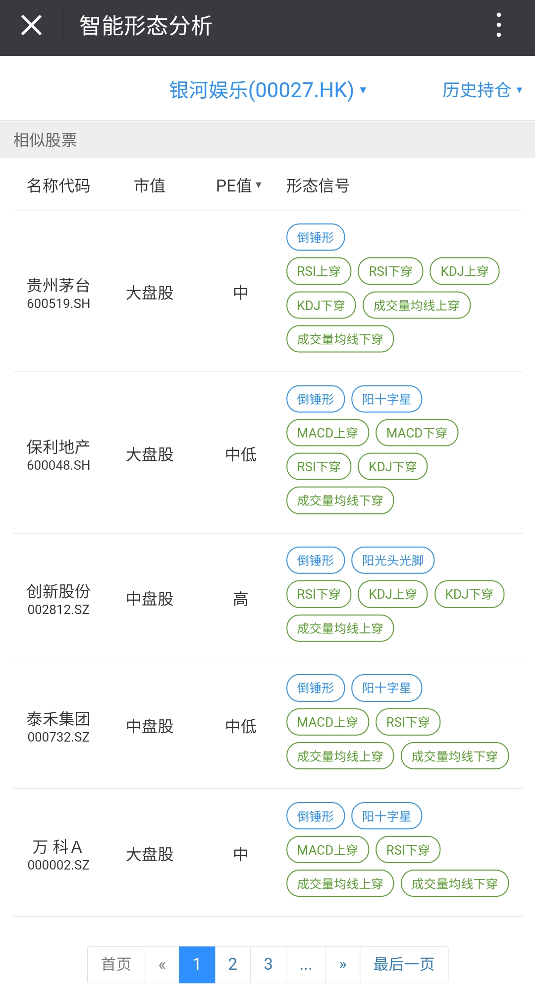 智能形态分析
银河娱乐(00027.HK) ▾ 历史持仓 ▾
相似股票
名称代码 市值 PE值 ▾ 形态信号
倒锤形
RSI上穿 RSI下穿 KDJ上穿
贵州茅台 大盘股 中
600519.SH
KDJ下穿 成交量均线上穿
成交量均线下穿
倒锤形 阳十字星
MACD上穿 MACD下穿
保利地产 大盘股 中低
600048.SH
RSI下穿 KDJ下穿
成交量均线下穿
倒锤形 阳光头光脚
创新股份 中盘股 高
002812.SZ
RSI下穿 KDJ上穿 KDJ下穿
成交量均线上穿
倒锤形 阳十字星
泰禾集团 中盘股 中低
000732.SZ
MACD上穿 RSI下穿
成交量均线上穿 成交量均线下穿
倒锤形 阳十字星
万 科A 大盘股 中
000002.SZ
MACD上穿 RSI下穿
成交量均线上穿 成交量均线下穿
首页 « 1 2 3 ... » 最后一页